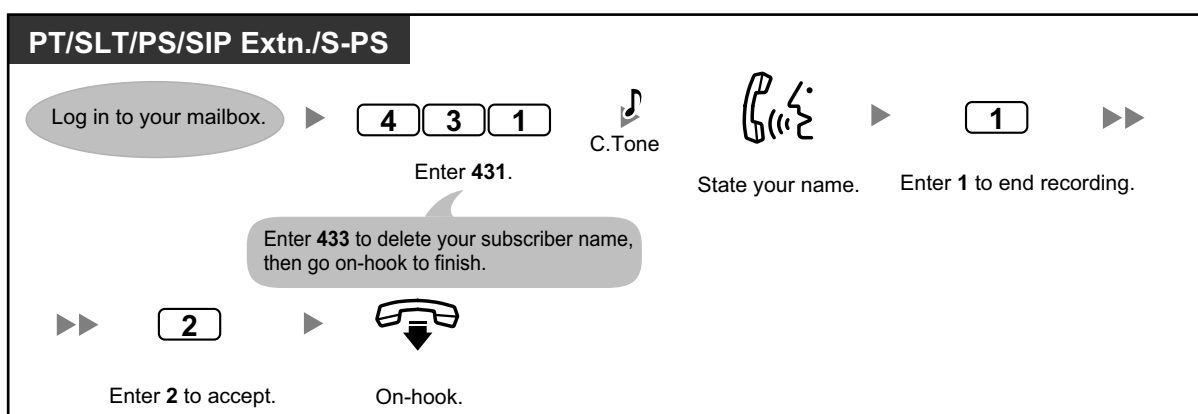 PT/SLT/PS/SIP Extn./S-PS
Log in to your mailbox.
4 3 1
C.Tone
1
Enter 431.
State your name.
Enter 1 to end recording.
Enter 433 to delete your subscriber name,
then go on-hook to finish.
2
Enter 2 to accept.
On-hook.